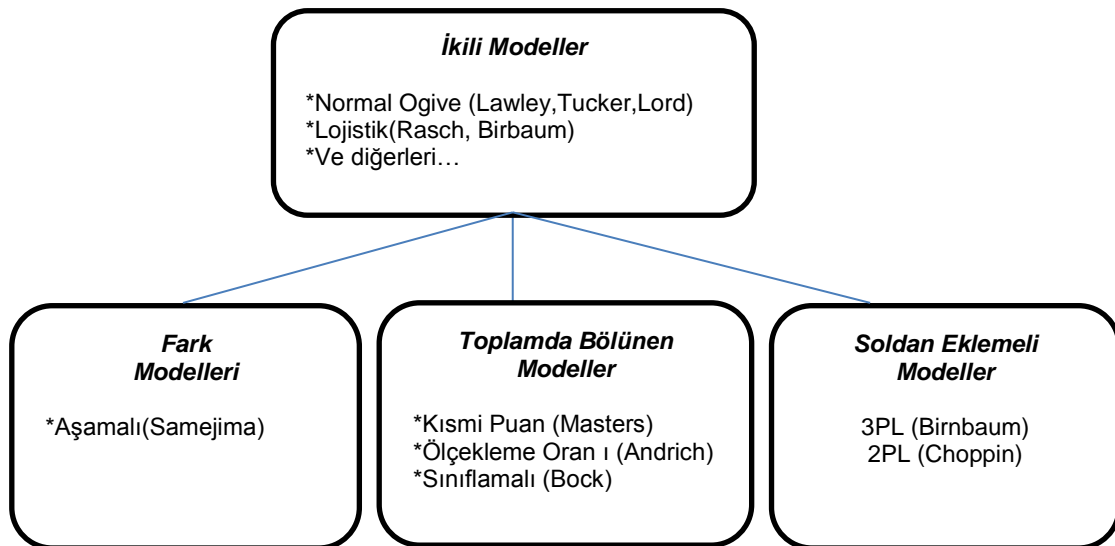 İkili Modeller
*Normal Ogive (Lawley,Tucker,Lord)
*Lojistik(Rasch, Birbaum)
*Ve diğerleri…
Fark
Modelleri
*Aşamalı(Samejima)
Toplamda Bölünen
Modeller
*Kısmi Puan (Masters)
*Ölçekleme Oran ı (Andrich)
*Sınıflamalı (Bock)
Soldan Eklemeli
Modeller
3PL (Birnbaum)
2PL (Choppin)